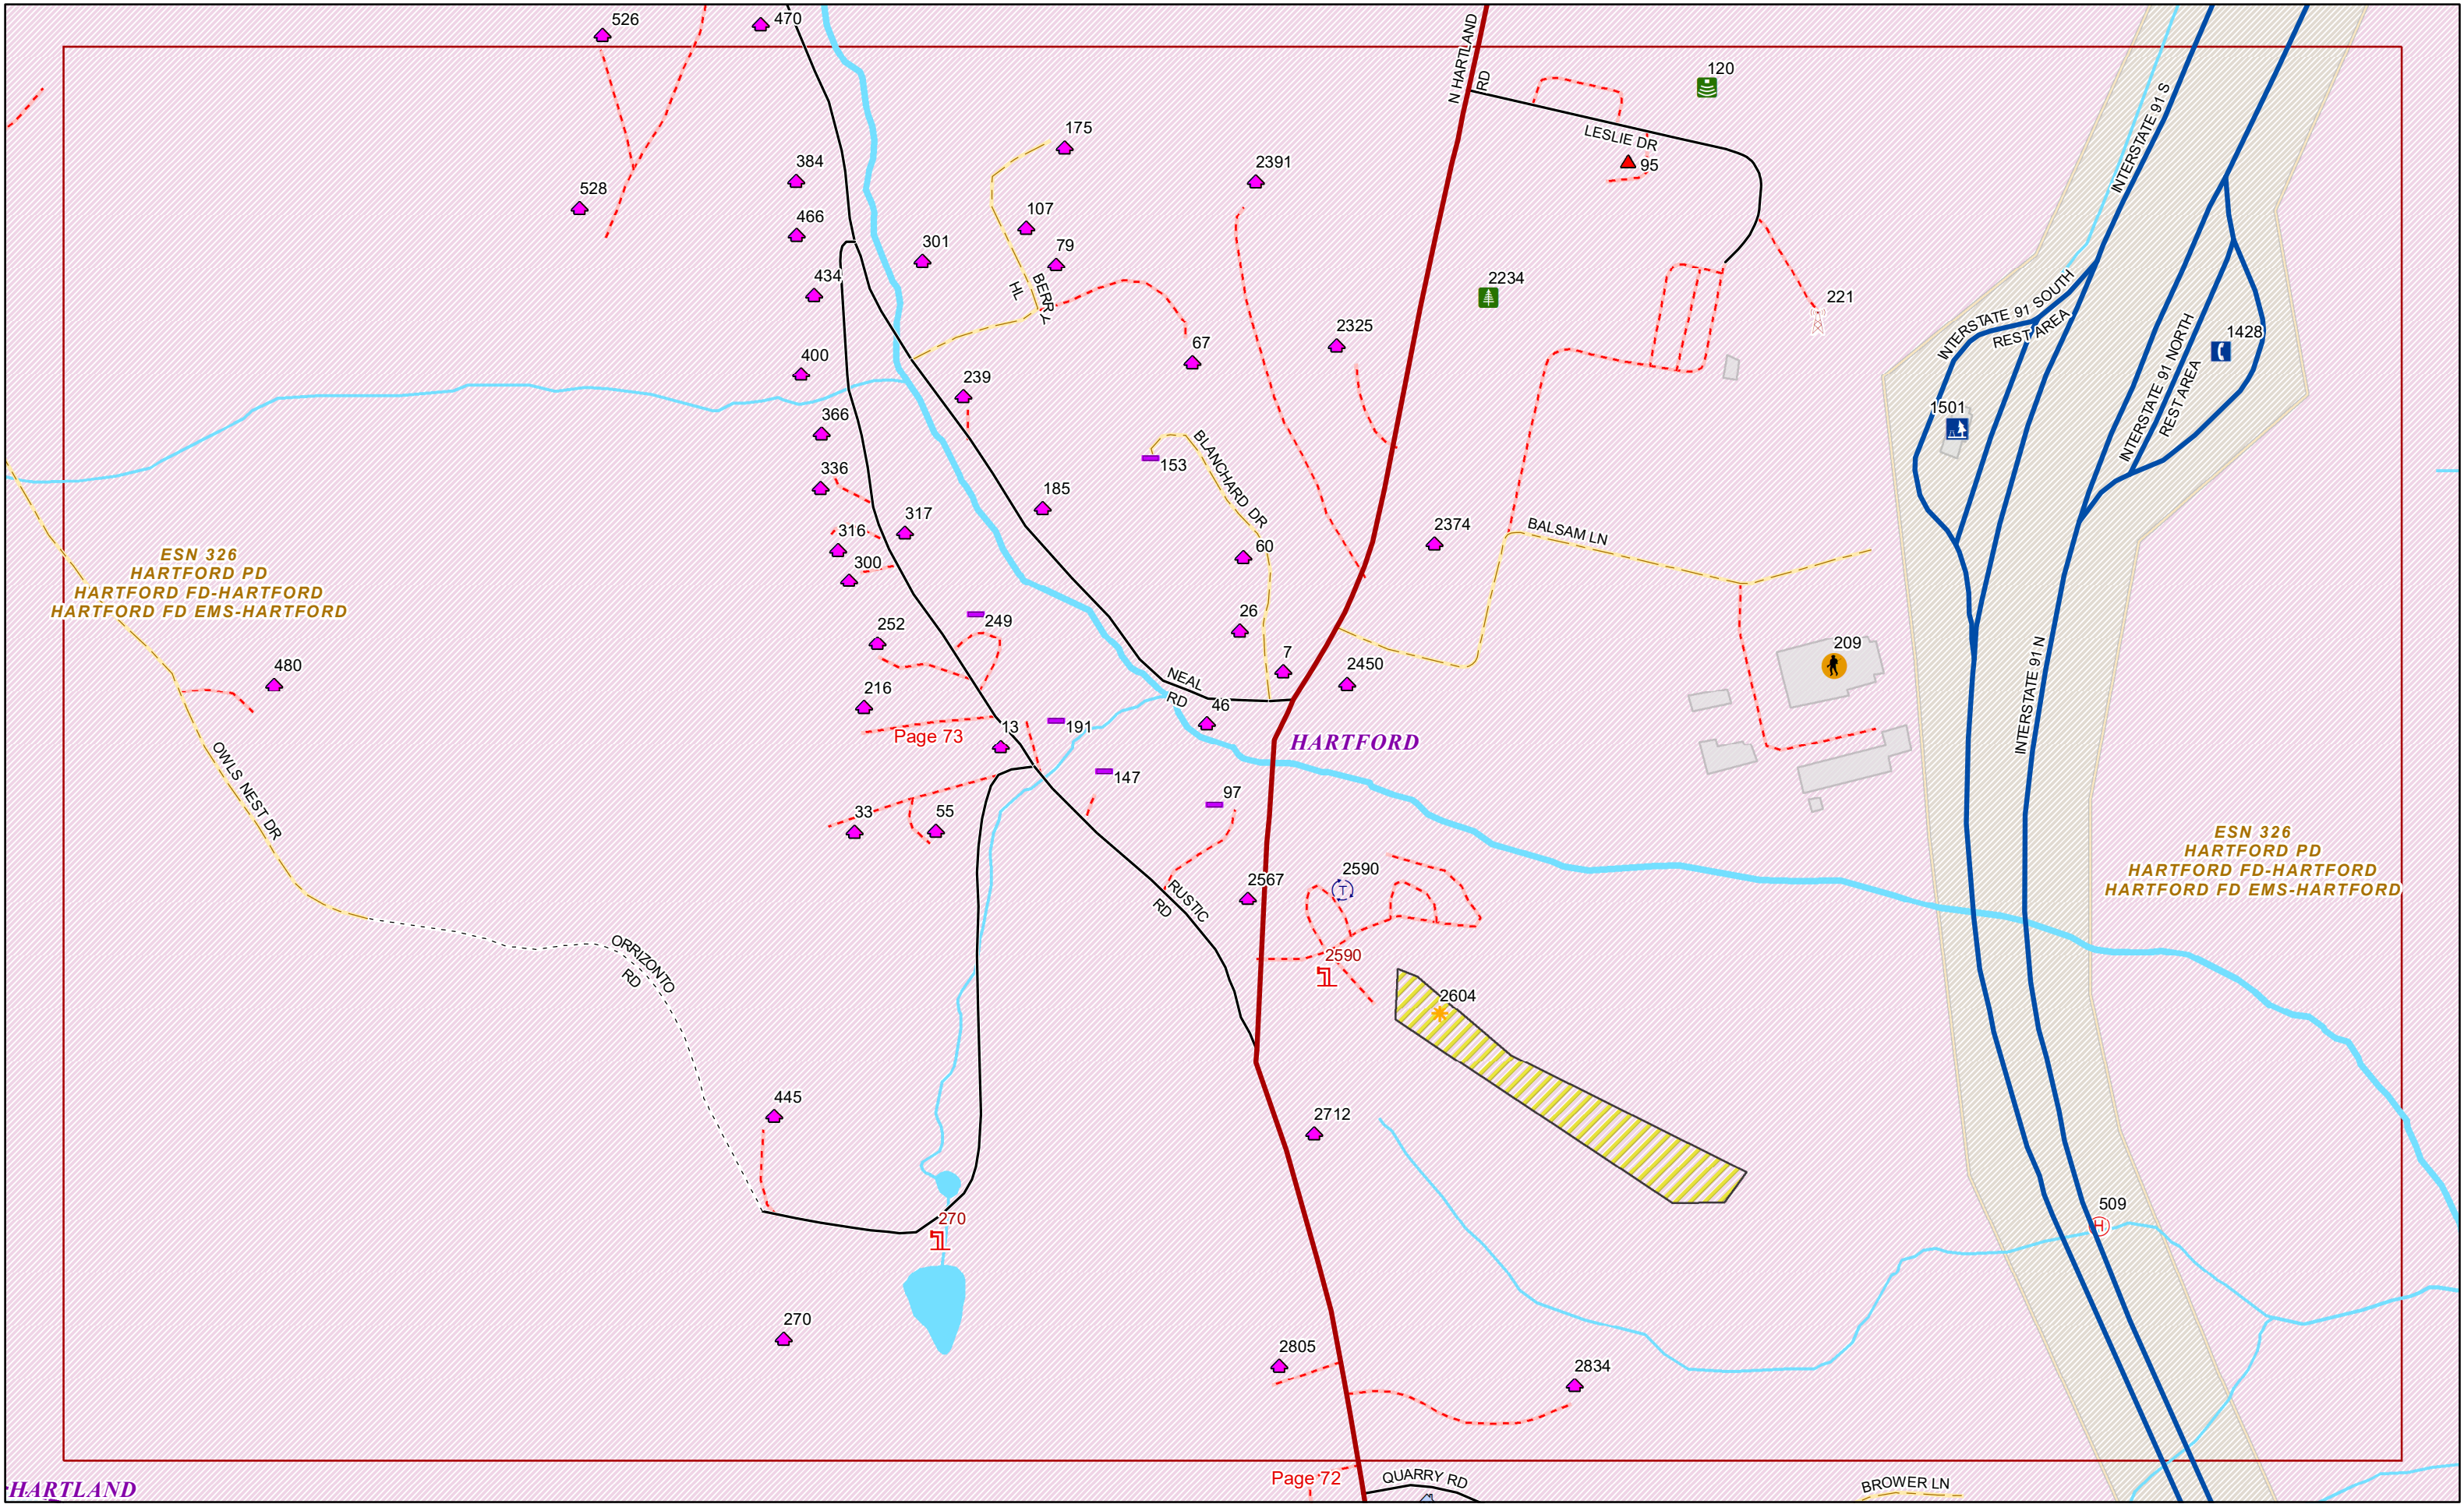 526
470
N HARTLAND
RD
120
INTERSTATE 91 S
175
LESLIE DR
95
384
2391
528
107
466
301
79
434
BERRY
HL
2234
INTERSTATE 91 SOUTH
REST AREA
221
2325
1428
INTERSTATE 91 NORTH
REST AREA
67
400
239
1501
366
BLANCHARD DR
153
336
185
317
316
2374
BALSAM LN
60
300
ESN 326
HARTFORD PD
HARTFORD FD-HARTFORD
HARTFORD FD EMS-HARTFORD
26
249
252
209
INTERSTATE 91 N
7
480
2450
NEAL
RD
216
46
13
191
Page 73
HARTFORD
OWLS NEST DR
147
97
33
55
ESN 326
HARTFORD PD
HARTFORD FD-HARTFORD
HARTFORD FD EMS-HARTFORD
2567
2590
T
RUSTIC
RD
ORRIZONTO
RD
2590
2604
445
2712
509
H
270
270
2805
2834
Page 72
QUARRY RD
BROWER LN
HARTLAND